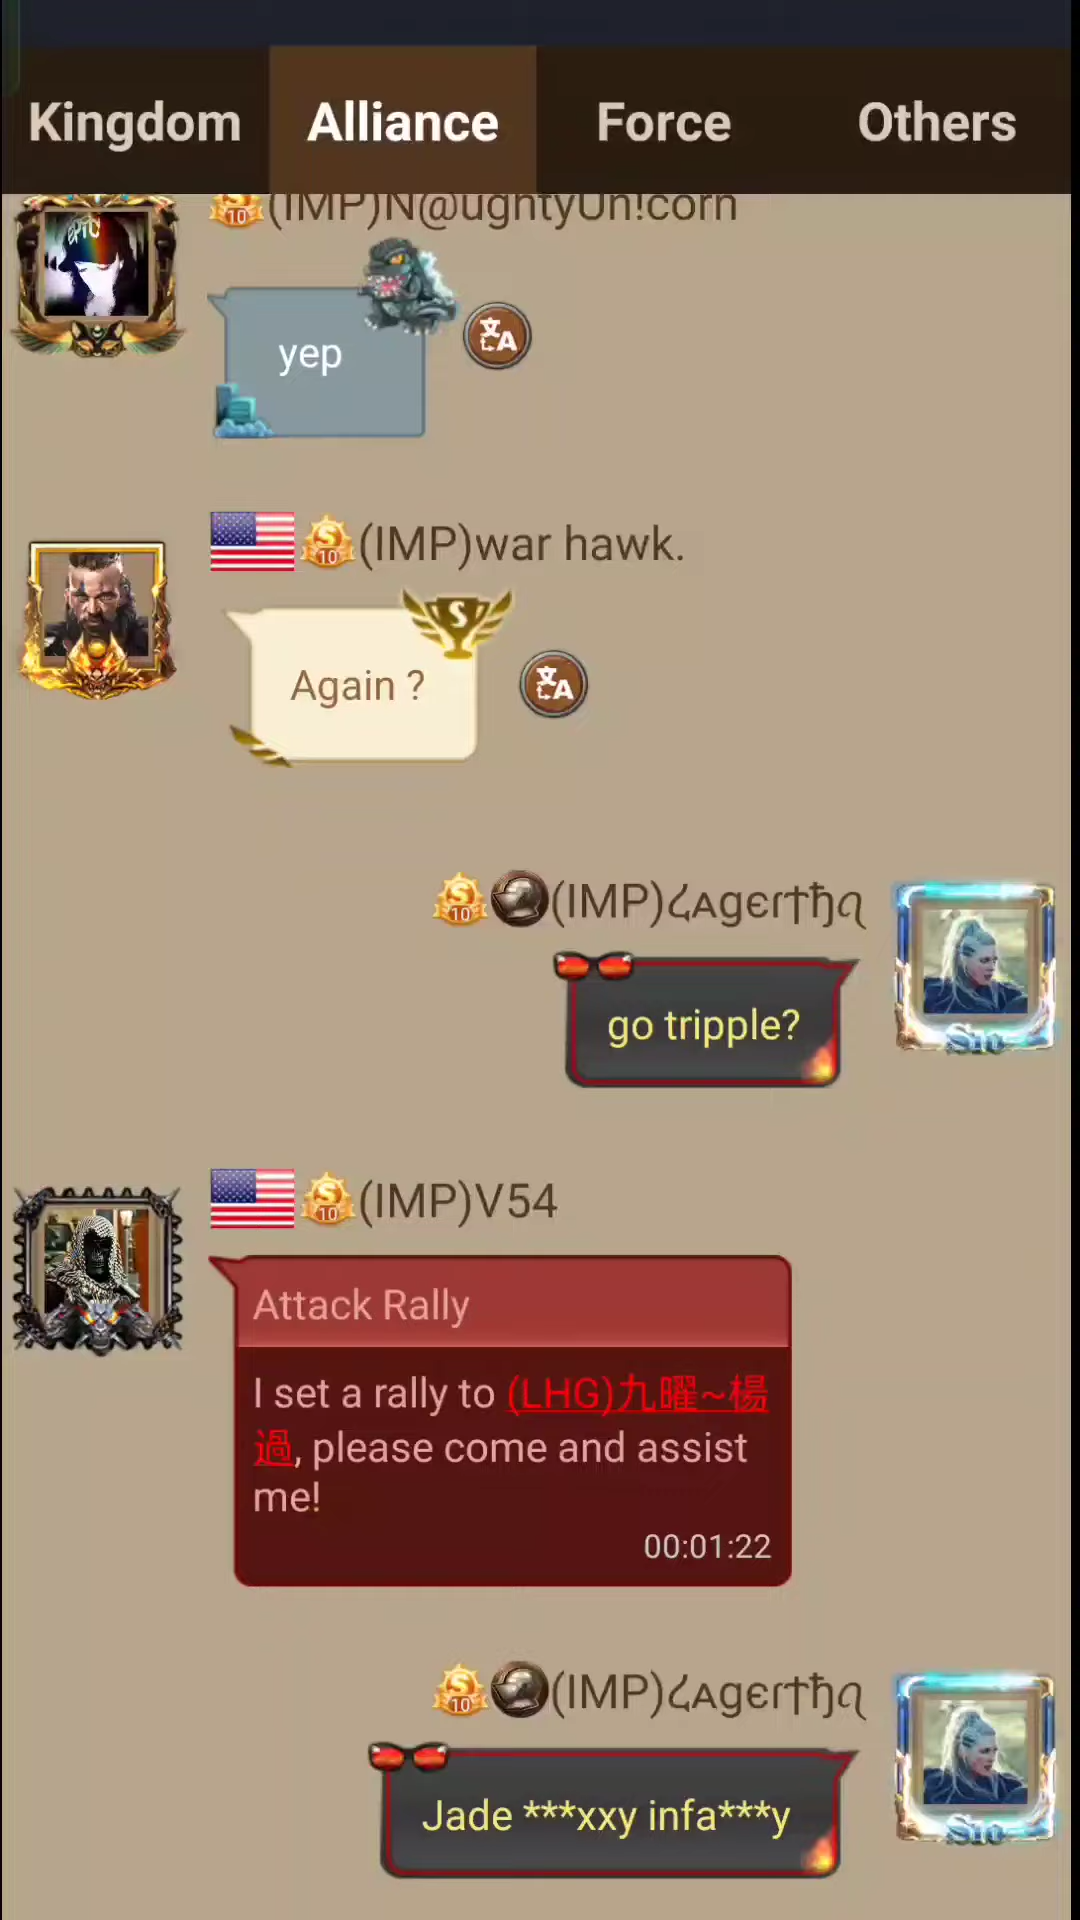 Kingdom Alliance Force Others
(IMP)N@ughtyUn!corn
yep
(IMP)war hawk.
Again ?
(IMP)
go tripple?
(IMP)V54
Attack Rally
I set a rally to (LHG)九曜~楊
過, please come and assist
me!
00:01:22
(IMP)
Jade ***xxy infa***y